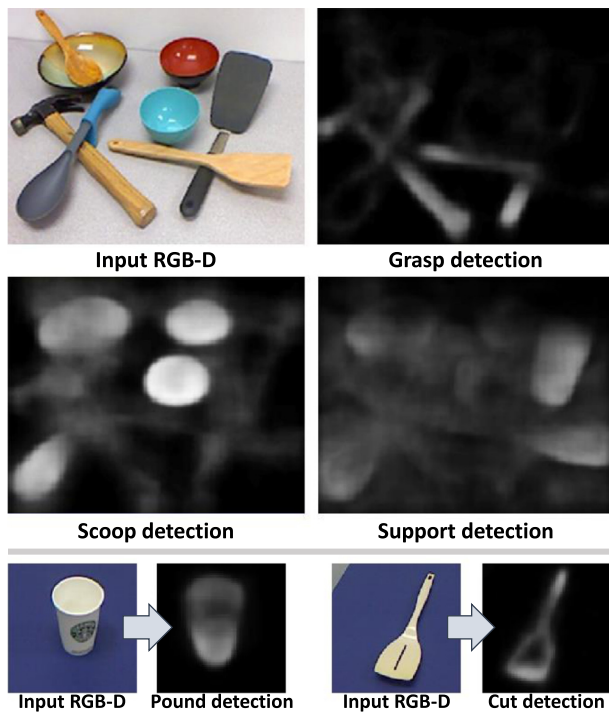 Input RGB-D
Grasp detection
Scoop detection
Support detection
Input RGB-D
Pound detection
Input RGB-D
Cut detection